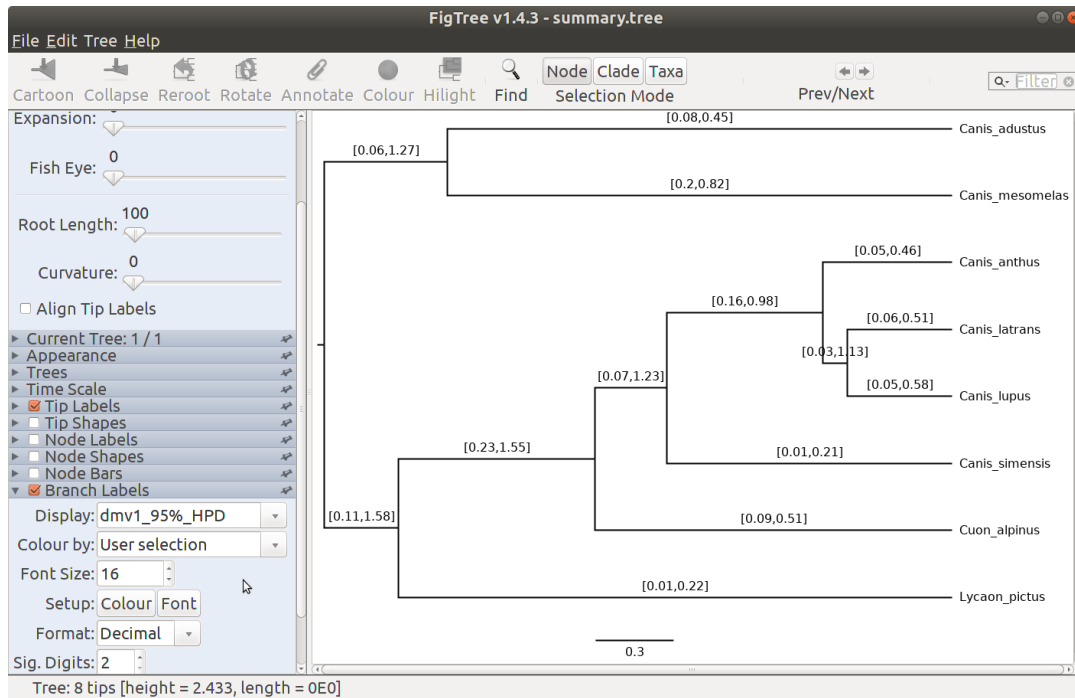 FigTree v1.4.3 - summary.tree
File Edit Tree Help
Cartoon Collapse Reroot Rotate Annotate Colour Hilight Find
Node Clade Taxa
Selection Mode
Prev/Next
Filter
Expansion:
Fish Eye: 0
Root Length: 100
Curvature: 0
Align Tip Labels
Current Tree: 1 / 1
Appearance
Trees
Time Scale
Tip Labels
Tip Shapes
Node Labels
Node Shapes
Node Bars
Branch Labels
Display: dmv1_95%_HPD
Colour by: User selection
Font Size: 16
Setup: Colour Font
Format: Decimal
Sig. Digits: 2
[0.08,0.45] Canis_adustus
[0.06,1.27]
[0.2,0.82] Canis_mesomelas
[0.05,0.46] Canis_anthus
[0.16,0.98]
[0.06,0.51] Canis_latrans
[0.03,1.13]
[0.07,1.23]
[0.05,0.58] Canis_lupus
[0.23,1.55]
[0.01,0.21] Canis_simensis
[0.11,1.58]
[0.09,0.51] Cuon_alpinus
[0.01,0.22] Lycaon_pictus
0.3
Tree: 8 tips [height = 2.433, length = 0E0]